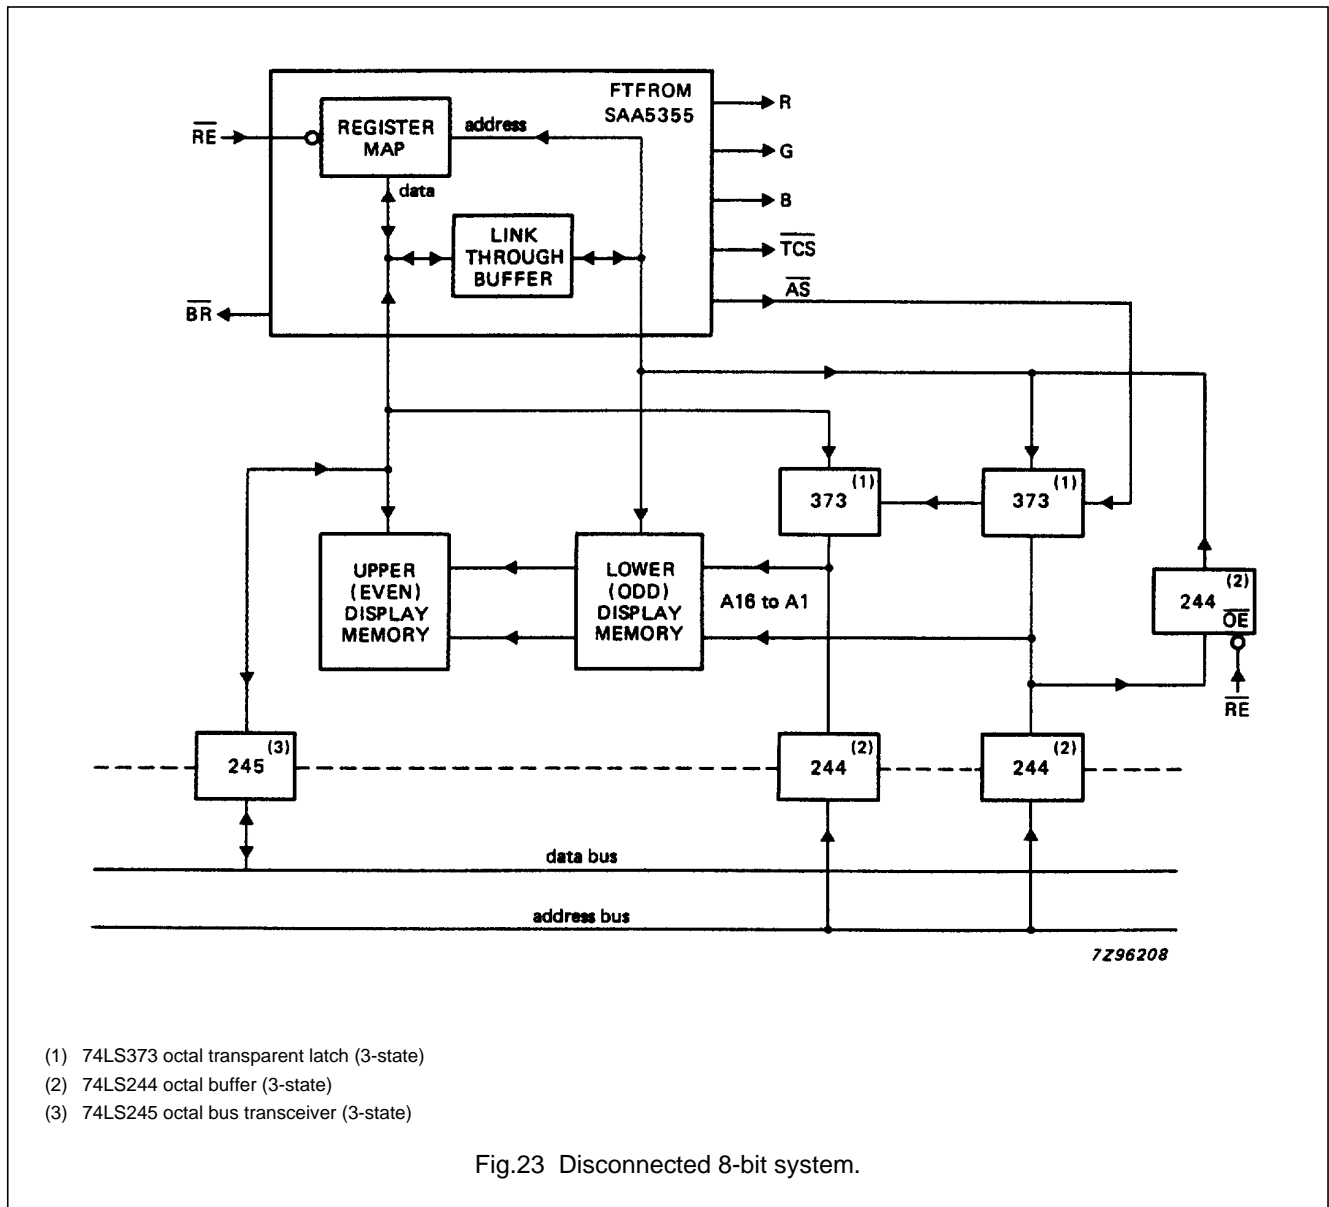 FTFROM
SAA5355
R
G
B
TCS
AS
RE
REGISTER
MAP
address
data
LINK
THROUGH
BUFFER
BR
373 (1)
373 (1)
244 (2)
OE
RE
UPPER
(EVEN)
DISPLAY
MEMORY
LOWER
(ODD)
DISPLAY
MEMORY
A16 to A1
245 (3)
244 (2)
244 (2)
data bus
address bus
7Z96208
(1) 74LS373 octal transparent latch (3-state)
(2) 74LS244 octal buffer (3-state)
(3) 74LS245 octal bus transceiver (3-state)
Fig.23 Disconnected 8-bit system.